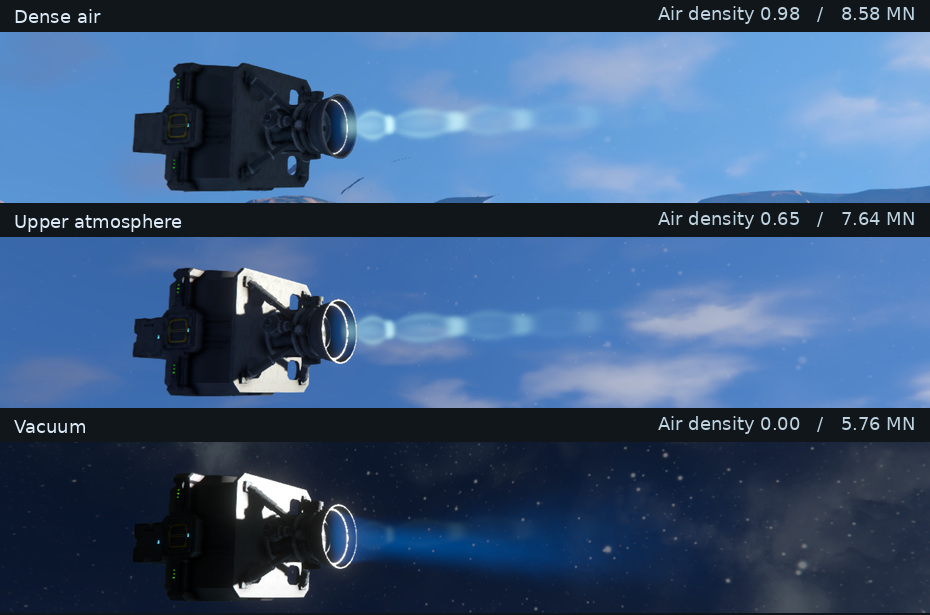 Dense air
Air density 0.98 / 8.58 MN
Upper atmosphere
Air density 0.65 / 7.64 MN
Vacuum
Air density 0.00 / 5.76 MN